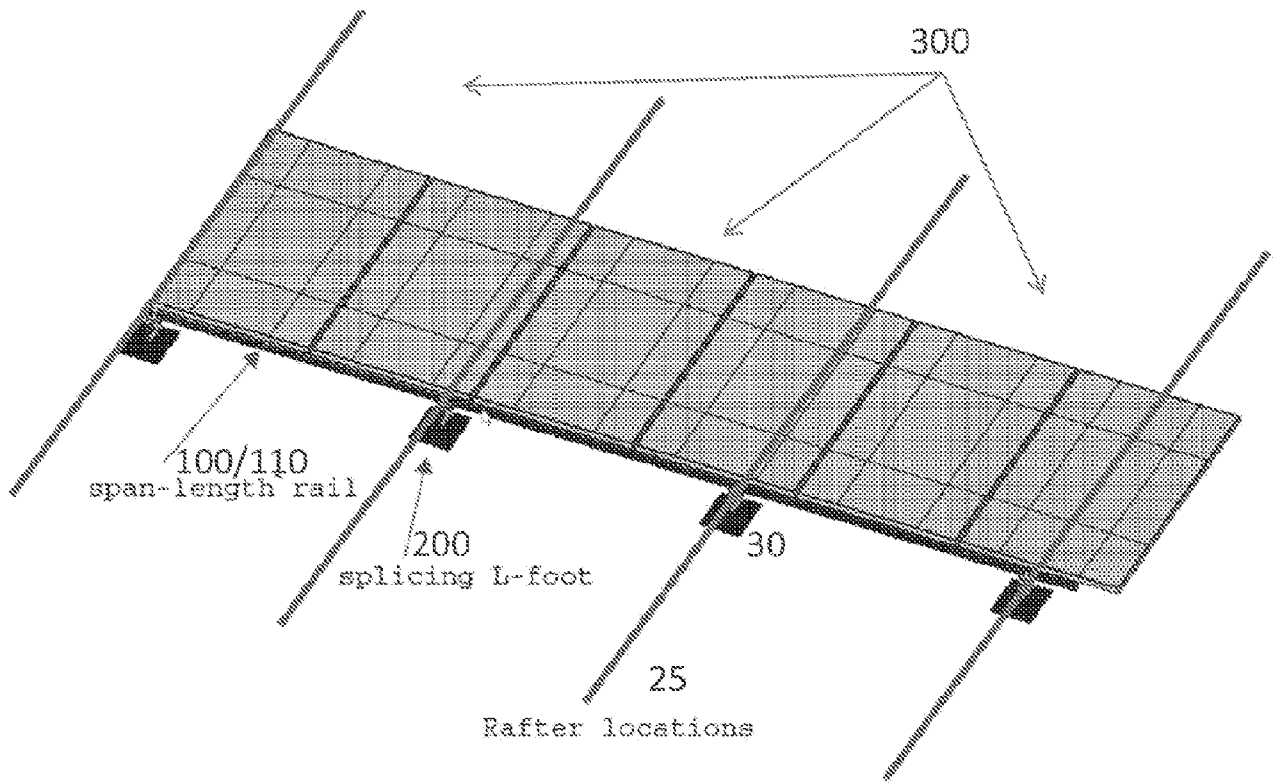 300
100/110
span-length rail
200
splicing L-foot
30
25
Rafter locations